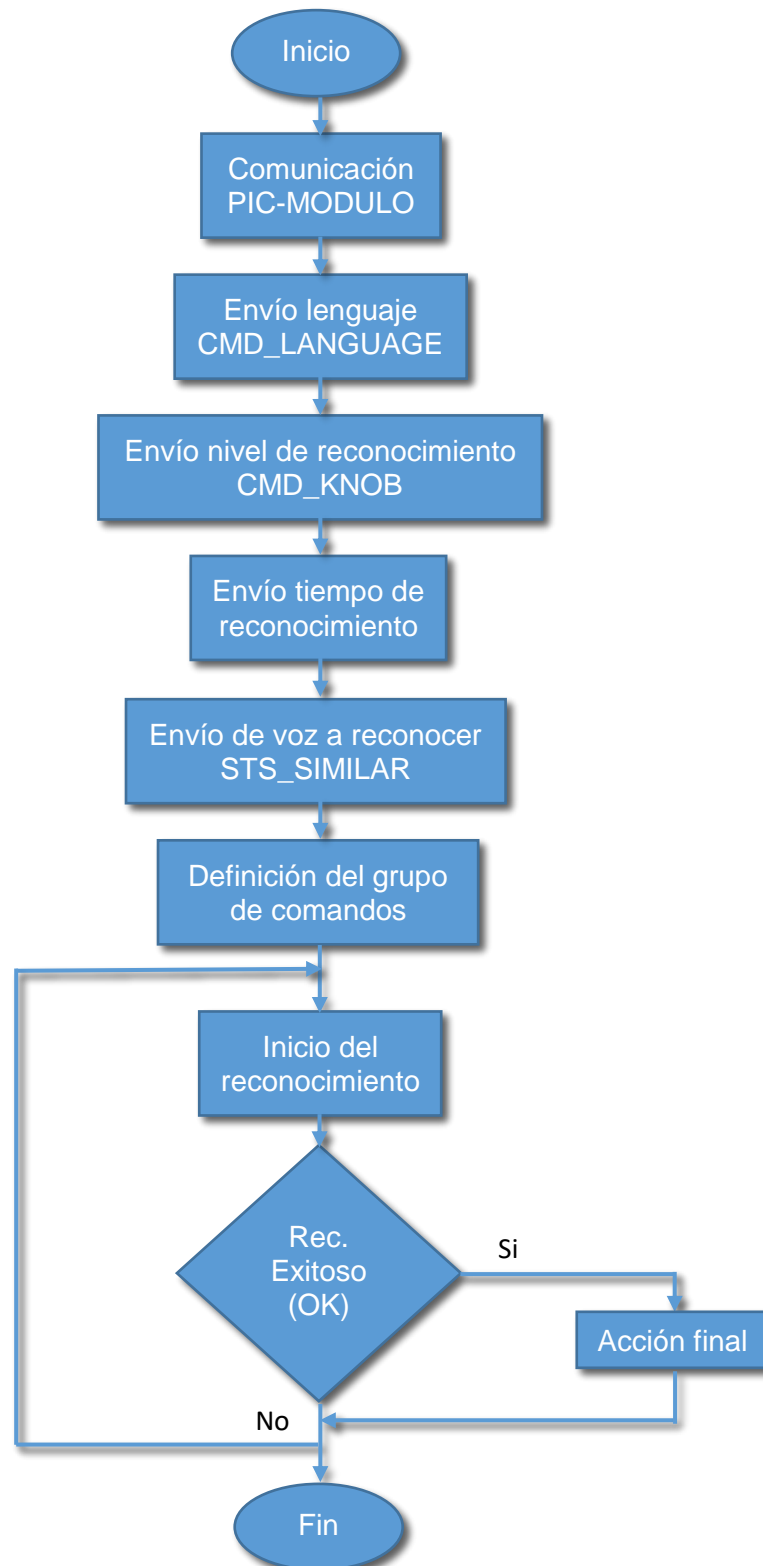 Inicio
Comunicación
PIC-MODULO
Envío lenguaje
CMD_LANGUAGE
Envío nivel de reconocimiento
CMD_KNOB
Envío tiempo de
reconocimiento
Envío de voz a reconocer
STS_SIMILAR
Definición del grupo
de comandos
Inicio del
reconocimiento
Rec.
Exitoso
(OK)
Si
Acción final
No
Fin